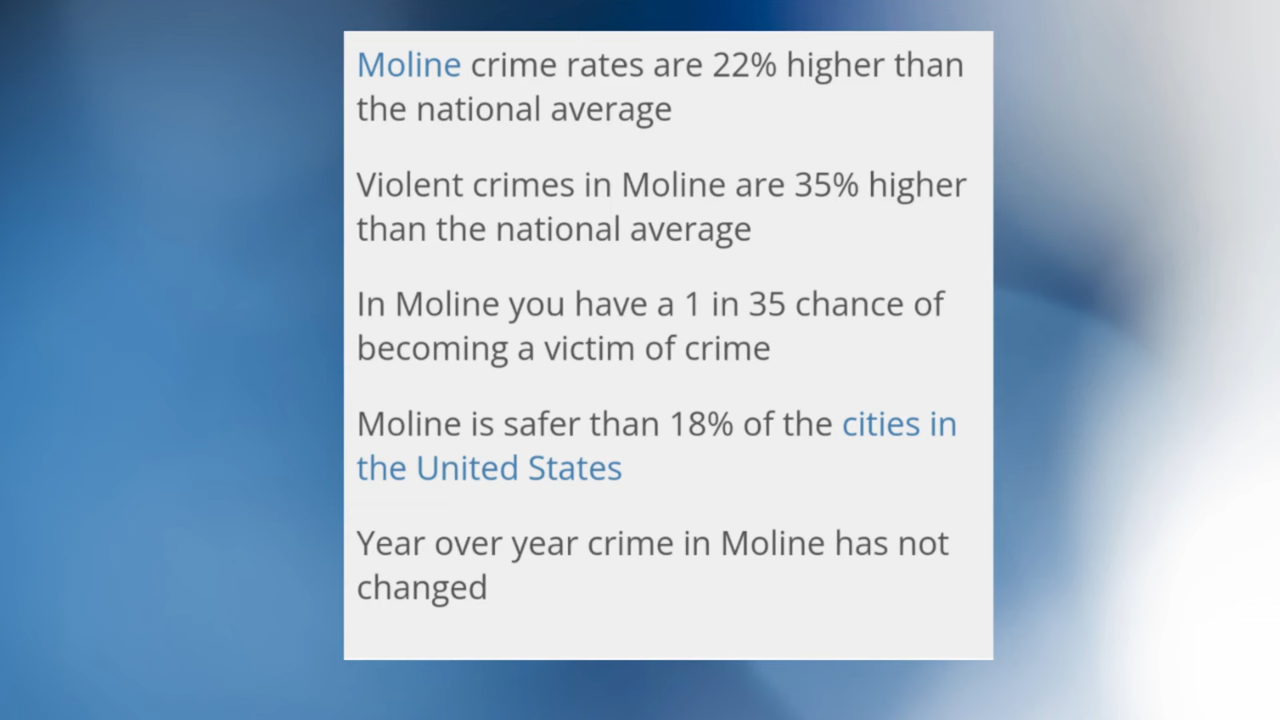 Moline crime rates are 22% higher than
the national average
Violent crimes in Moline are 35% higher
than the national average
In Moline you have a 1 in 35 chance of
becoming a victim of crime
Moline is safer than 18% of the cities in
the United States
Year over year crime in Moline has not
changed